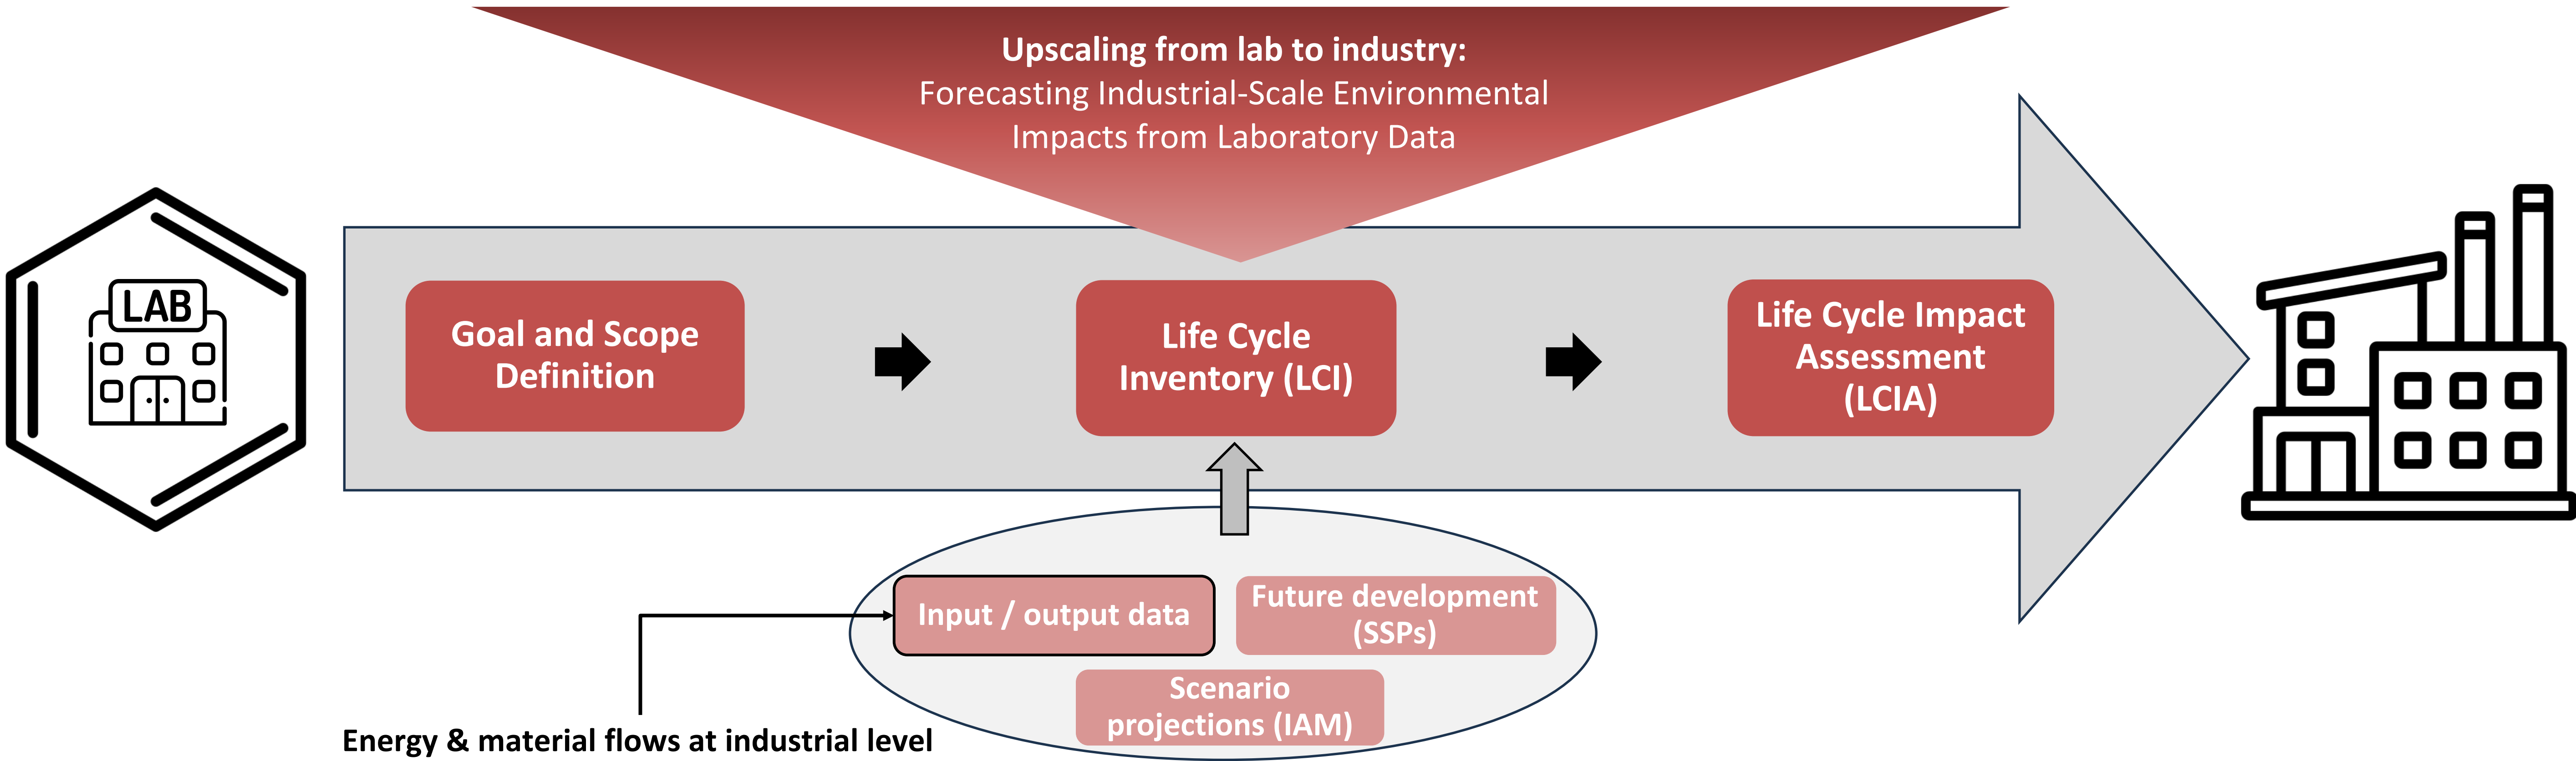 Upscaling from lab to industry:
Forecasting Industrial-Scale Environmental
Impacts from Laboratory Data
LAB
Goal and Scope
Definition
Life Cycle
Inventory (LCI)
Life Cycle Impact
Assessment
(LCIA)
Input / output data
Future development
(SSPs)
Scenario
projections (IAM)
Energy & material flows at industrial level